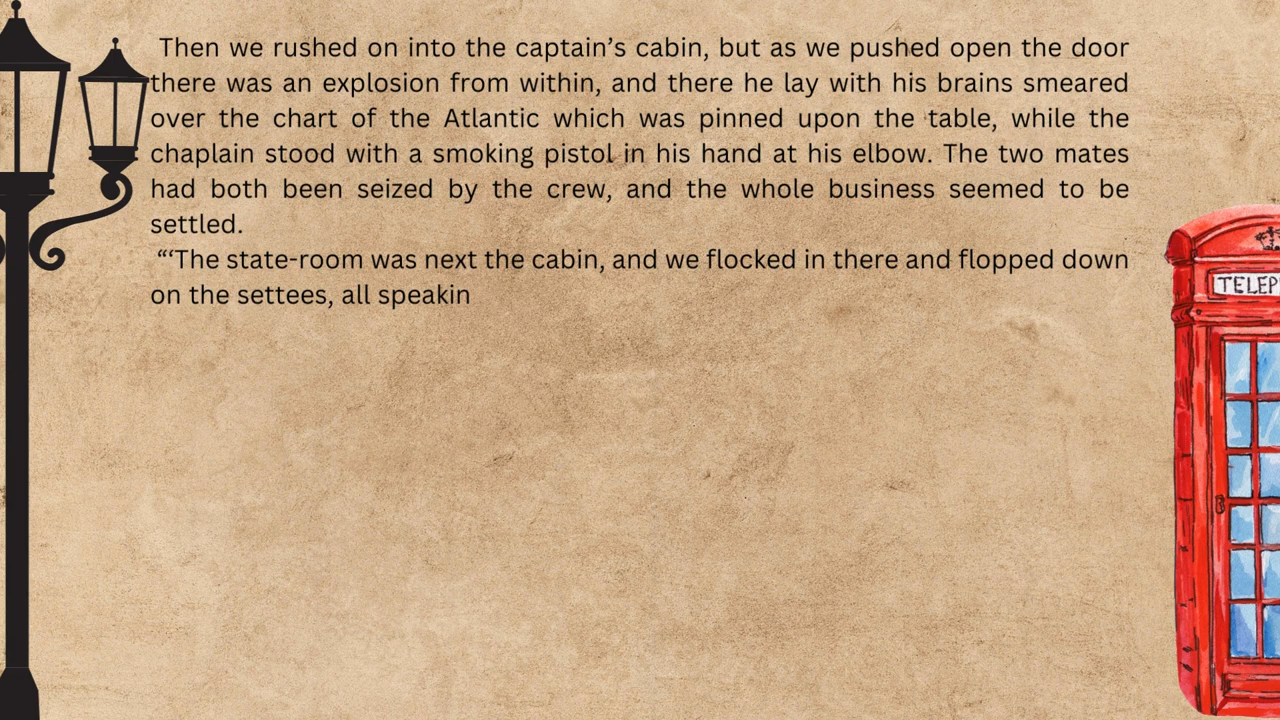 Then we rushed on into the captain’s cabin, but as we pushed open the door
there was an explosion from within, and there he lay with his brains smeared
over the chart of the Atlantic which was pinned upon the table, while the
chaplain stood with a smoking pistol in his hand at his elbow. The two mates
had both been seized by the crew, and the whole business seemed to be
settled.
“‘The state-room was next the cabin, and we flocked in there and flopped down
on the settees, all speakin
TELEP